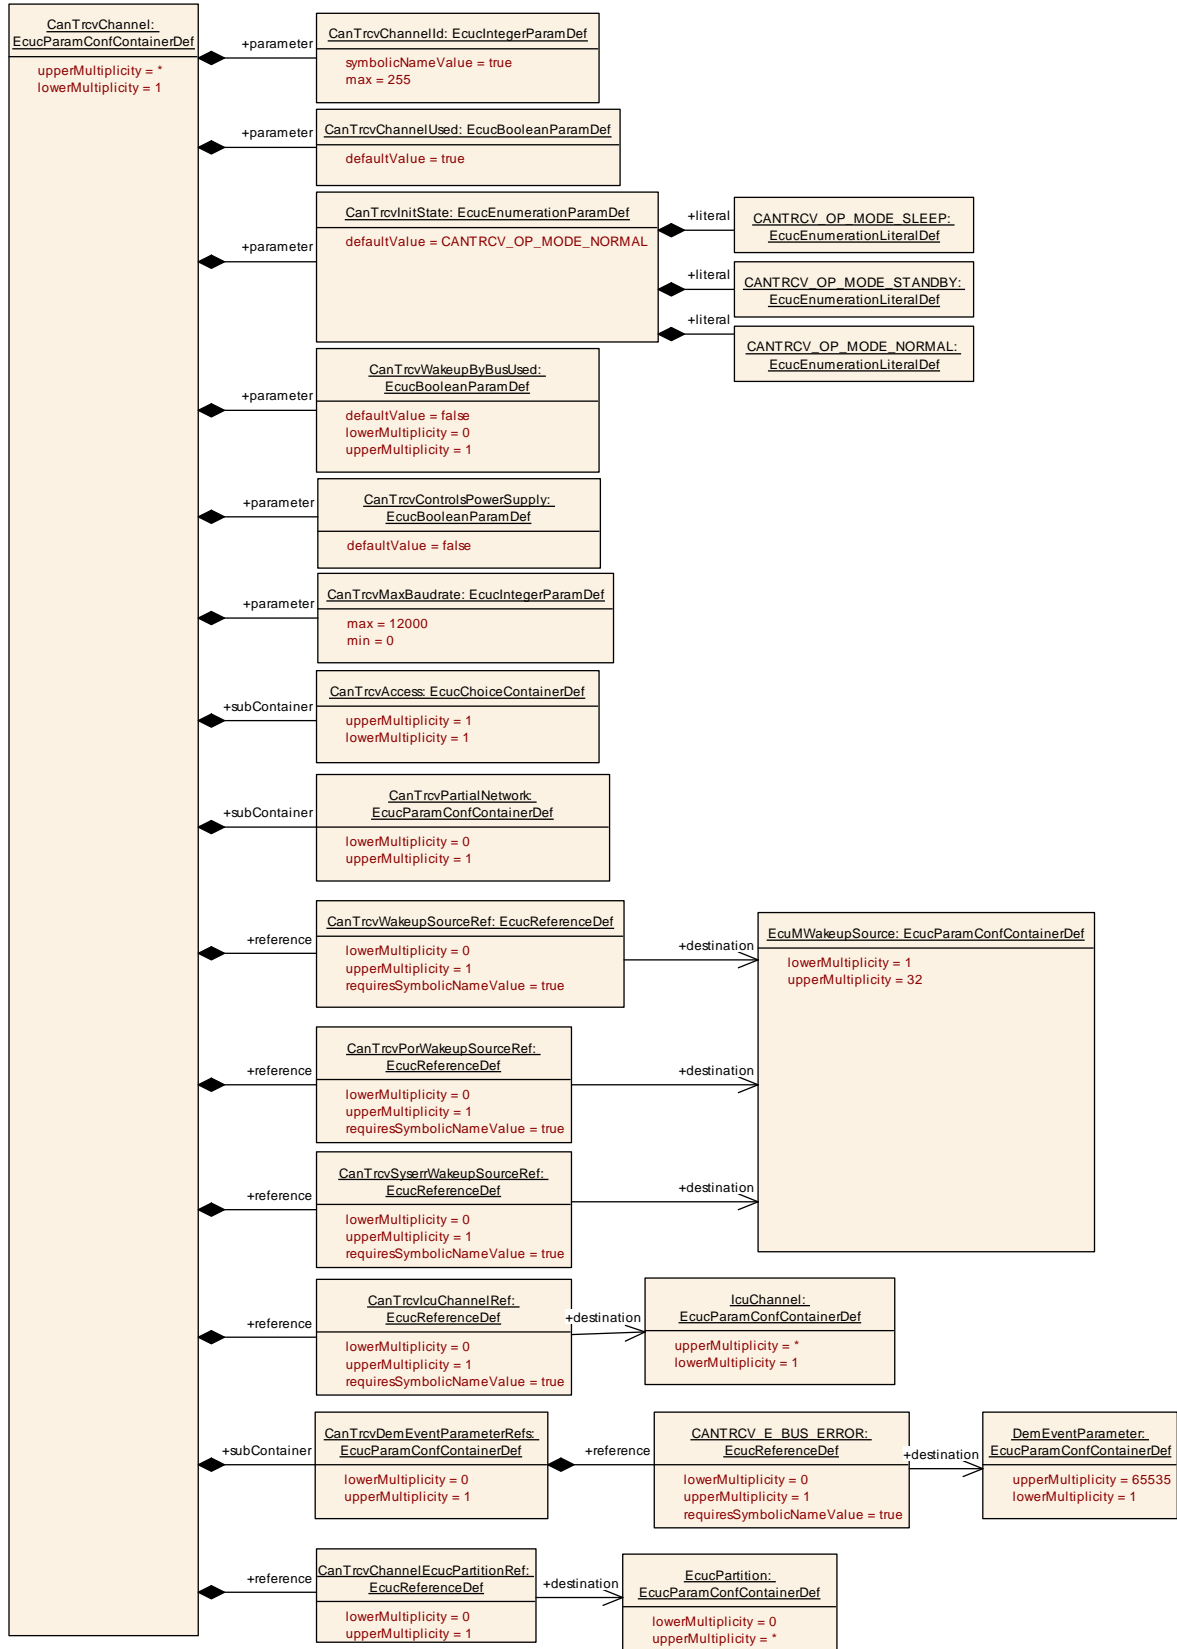 CanTrcvChannel:
EcucParamConfContainerDef
upperMultiplicity = *
lowerMultiplicity = 1
+parameter
CanTrcvChannelId: EcucIntegerParamDef
symbolicNameValue = true
max = 255
+parameter
CanTrcvChannelUsed: EcucBooleanParamDef
defaultValue = true
+parameter
CanTrcvInitState: EcucEnumerationParamDef
defaultValue = CANTRCV_OP_MODE_NORMAL
+literal
CANTRCV_OP_MODE_SLEEP:
EcucEnumerationLiteralDef
+literal
CANTRCV_OP_MODE_STANDBY:
EcucEnumerationLiteralDef
+literal
CANTRCV_OP_MODE_NORMAL:
EcucEnumerationLiteralDef
+parameter
CanTrcvWakeupByBusUsed:
EcucBooleanParamDef
defaultValue = false
lowerMultiplicity = 0
upperMultiplicity = 1
+parameter
CanTrcvControlsPowerSupply:
EcucBooleanParamDef
defaultValue = false
+parameter
CanTrcvMaxBaudrate: EcucIntegerParamDef
max = 12000
min = 0
+subContainer
CanTrcvAccess: EcucChoiceContainerDef
upperMultiplicity = 1
lowerMultiplicity = 1
+subContainer
CanTrcvPartialNetwork:
EcucParamConfContainerDef
lowerMultiplicity = 0
upperMultiplicity = 1
+reference
CanTrcvWakeupSourceRef: EcucReferenceDef
lowerMultiplicity = 0
upperMultiplicity = 1
requiresSymbolicNameValue = true
+destination
EcuMWakeupSource: EcucParamConfContainerDef
lowerMultiplicity = 1
upperMultiplicity = 32
+reference
CanTrcvPorWakeupSourceRef:
EcucReferenceDef
lowerMultiplicity = 0
upperMultiplicity = 1
requiresSymbolicNameValue = true
+destination
+reference
CanTrcvSyserrWakeupSourceRef:
EcucReferenceDef
lowerMultiplicity = 0
upperMultiplicity = 1
requiresSymbolicNameValue = true
+destination
+reference
CanTrcvIcuChannelRef:
EcucReferenceDef
lowerMultiplicity = 0
upperMultiplicity = 1
requiresSymbolicNameValue = true
+destination
IcuChannel:
EcucParamConfContainerDef
upperMultiplicity = *
lowerMultiplicity = 1
+subContainer
CanTrcvDemEventParameterRefs:
EcucParamConfContainerDef
lowerMultiplicity = 0
upperMultiplicity = 1
+reference
CANTRCV_E_BUS_ERROR:
EcucReferenceDef
lowerMultiplicity = 0
upperMultiplicity = 1
requiresSymbolicNameValue = true
+destination
DemEventParameter:
EcucParamConfContainerDef
upperMultiplicity = 65535
lowerMultiplicity = 1
+reference
CanTrcvChannelEcucPartitionRef:
EcucReferenceDef
lowerMultiplicity = 0
upperMultiplicity = 1
+destination
EcucPartition:
EcucParamConfContainerDef
lowerMultiplicity = 0
upperMultiplicity = *